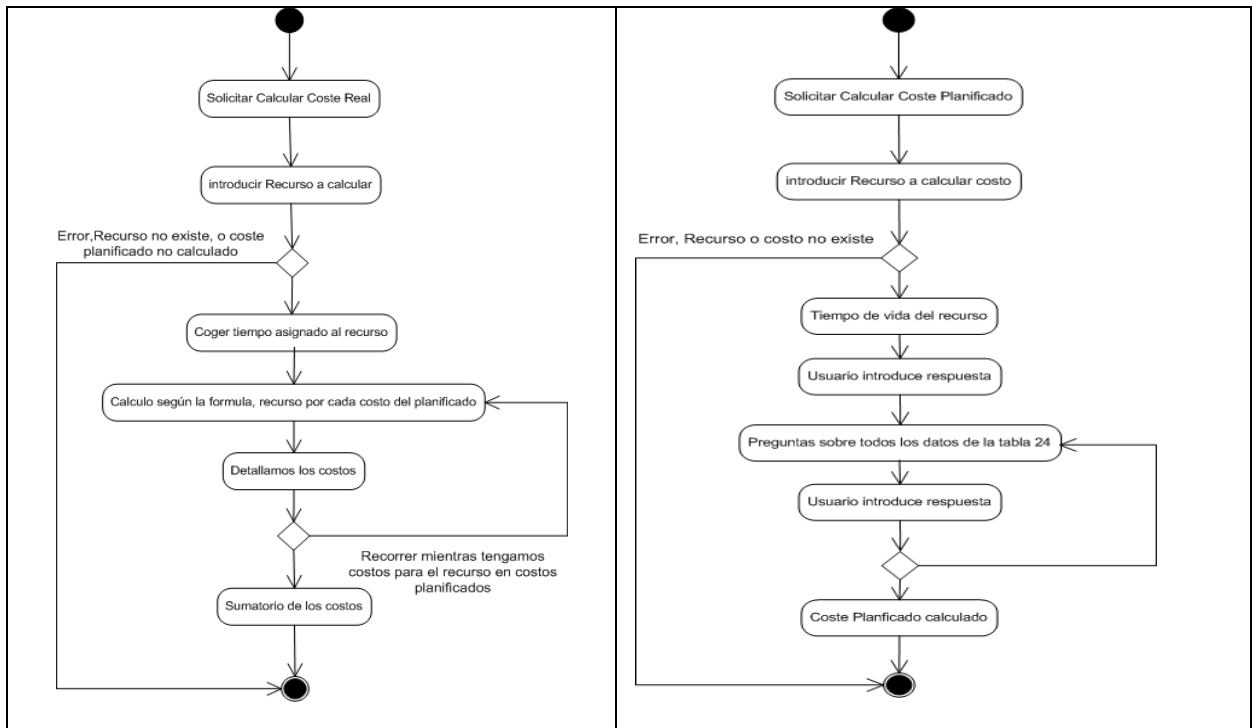 Solicitar Calcular Coste Real
introducir Recurso a calcular
Error,Recurso no existe, o coste
planificado no calculado
Coger tiempo asignado al recurso
Calculo según la formula, recurso por cada costo del planificado
Detallamos los costos
Recorrer mientras tengamos
costos para el recurso en costos
planificados
Sumatorio de los costos
Solicitar Calcular Coste Planificado
introducir Recurso a calcular costo
Error, Recurso o costo no existe
Tiempo de vida del recurso
Usuario introduce respuesta
Preguntas sobre todos los datos de la tabla 24
Usuario introduce respuesta
Coste Planficado calculado